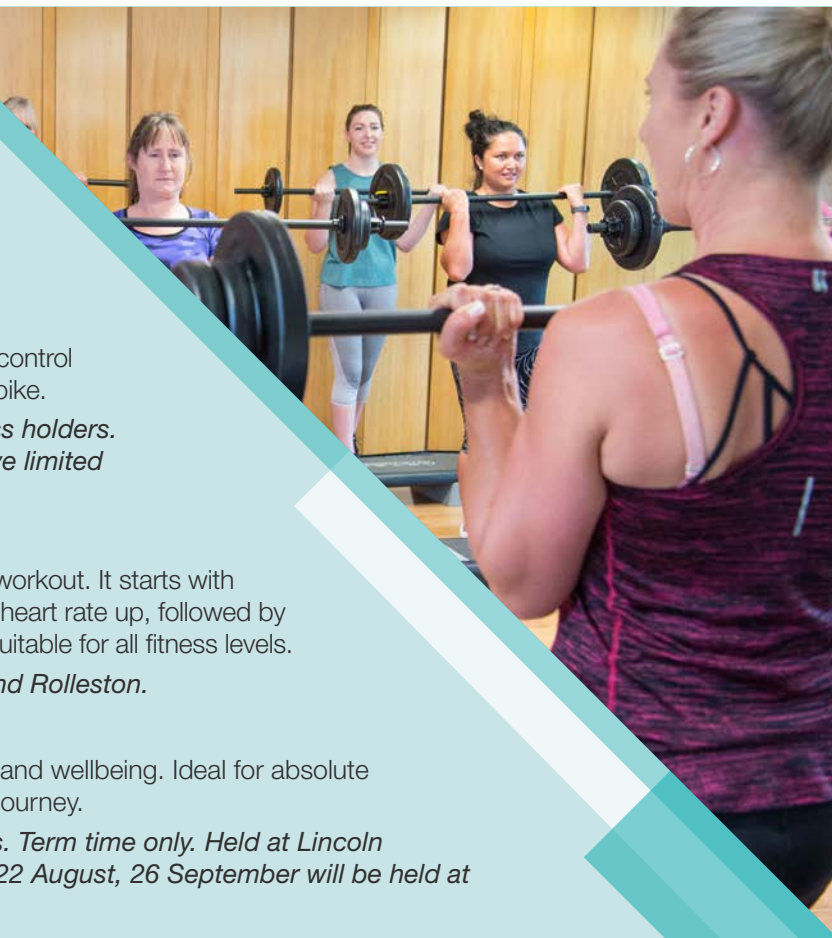 control
bike.
s holders.
e limited
workout. It starts with
heart rate up, followed by
uitable for all fitness levels.
nd Rolleston.
and wellbeing. Ideal for absolute
ourney.
s. Term time only. Held at Lincoln
22 August, 26 September will be held at